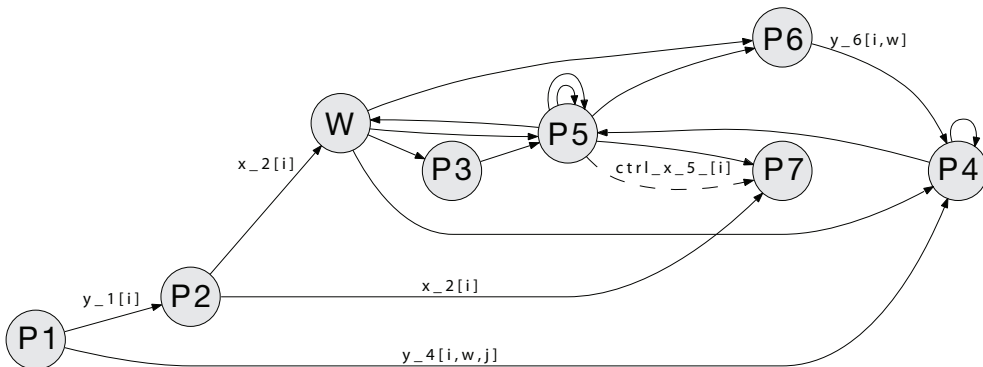 P6
y_6[i,w]
W
P5
P3
x_2[i]
ctrl_x_5_[i]
P7
P4
y_1[i]
P2
x_2[i]
P1
y_4[i,w,j]